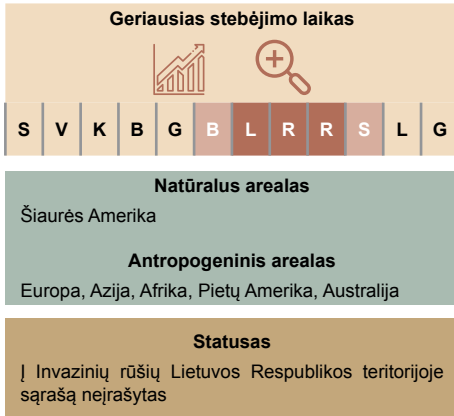 Geriausias stebėjimo laikas
S V K B G B L R R S L G
Natūralus arealas
Šiaurės Amerika
Antropogeninis arealas
Europa, Azija, Afrika, Pietų Amerika, Australija
Statusas
Į Invazinių rūšių Lietuvos Respublikos teritorijoje
sąrašą neįrašytas